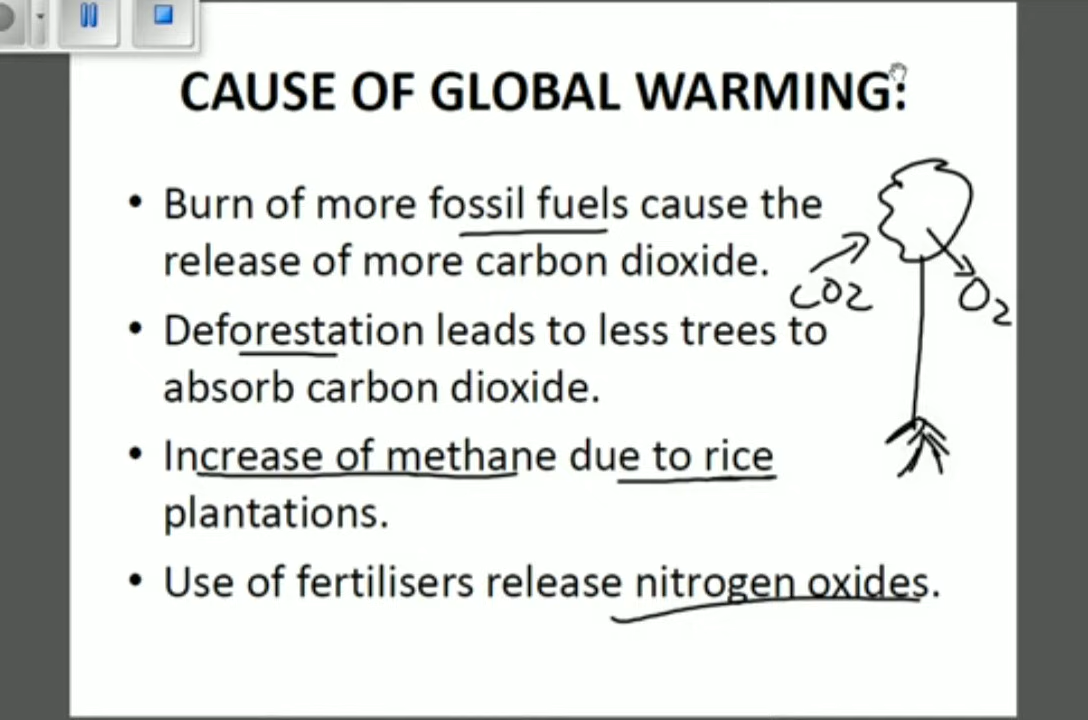 CAUSE OF GLOBAL WARMING:
• Burn of more fossil fuels cause the
release of more carbon dioxide.
CO2
O2
• Deforestation leads to less trees to
absorb carbon dioxide.
• Increase of methane due to rice
plantations.
• Use of fertilisers release nitrogen oxides.